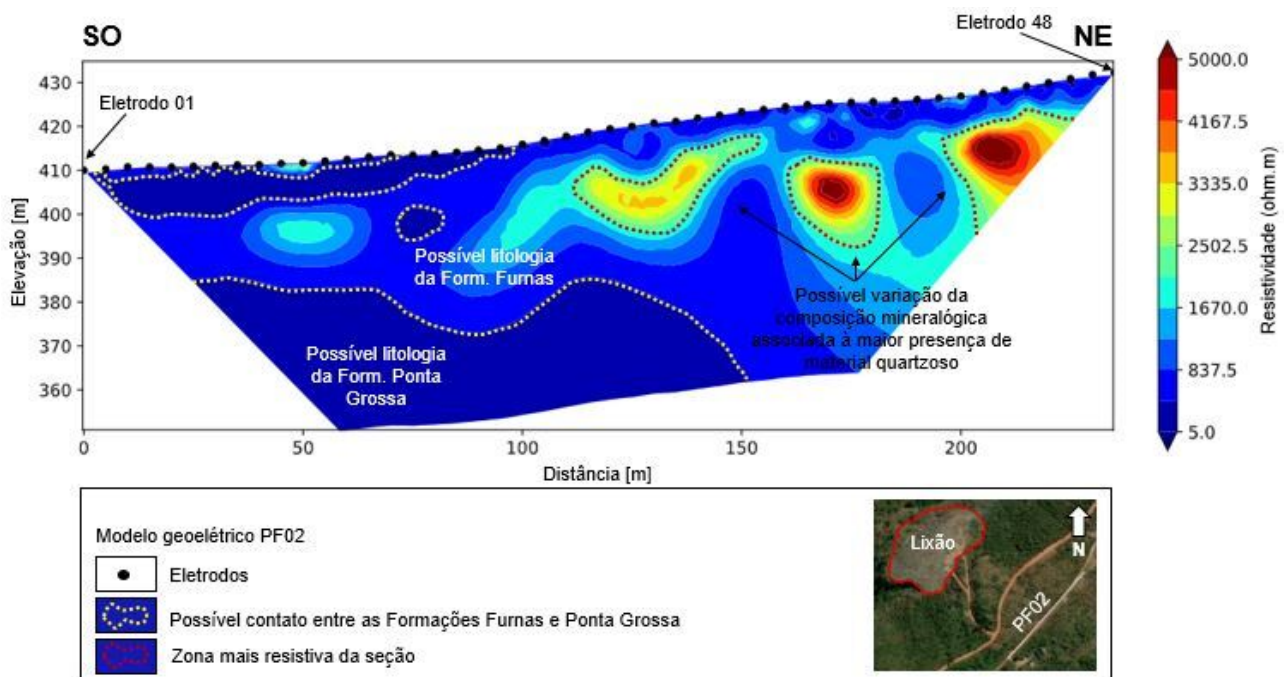 SO
Eletrodo 48
NE
Eletrodo 01
430
420
410
400
390
380
370
360
Elevação [m]
Possível litologia
da Form. Furnas
Possível litologia
da Form. Ponta
Grossa
Possível variação da
composição mineralógica
associada à maior presença de
material quartzoso
0
50
100
150
200
Distância [m]
5000.0
4167.5
3335.0
2502.5
1670.0
837.5
5.0
Resistividade (ohm.m)
Modelo geoelétrico PF02
Eletrodos
Possível contato entre as Formações Furnas e Ponta Grossa
Zona mais resistiva da seção
Lixão
N
PF02